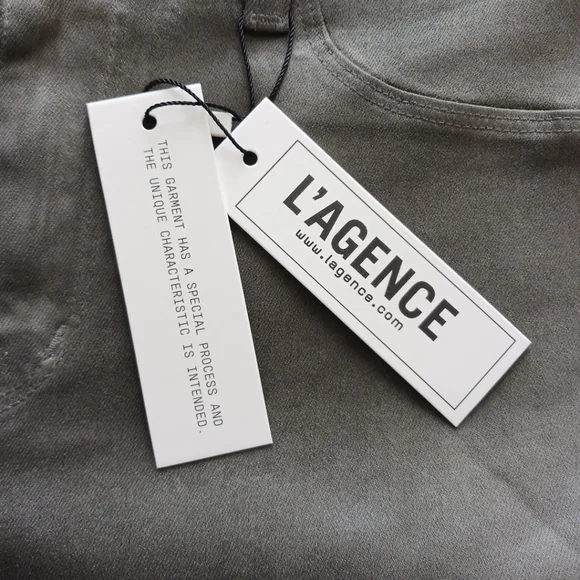 THIS GARMENT HAS A SPECIAL PROCESS AND
THE UNIQUE CHARACTERISTIC IS INTENDED.
L'AGENCE
www.lagence.com